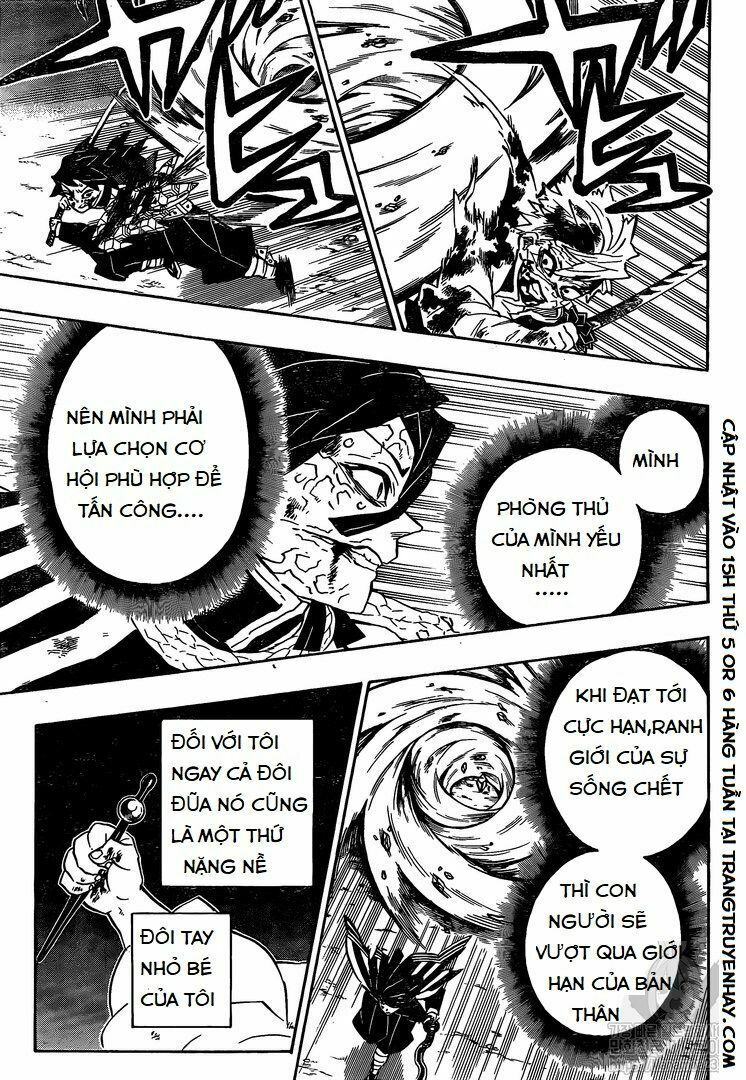 MÌNH
PHÒNG THỦ
CỦA MÌNH YẾU
NHẤT
.....
NÊN MÌNH PHẢI
LỰA CHỌN CƠ
HỘI PHÙ HỢP ĐỂ
TẤN CÔNG....
KHI ĐẠT TỚI
CỰC HẠN,RANH
GIỚI CỦA SỰ
SỐNG CHẾT
THÌ CON
NGƯỜI SẼ
VƯỢT QUA GIỚI
HẠN CỦA BẢN
THÂN
ĐỐI VỚI TÔI
NGAY CẢ ĐÔI
ĐŨA NÓ CŨNG
LÀ MỘT THỨ
NẶNG NỀ
ĐÔI TAY
NHỎ BÉ
CỦA TÔI
CẬP NHẬT VÀO 15H THỨ 5 OR 6 HÀNG TUẦN TẠI TRANGTRUYENHAY.COM